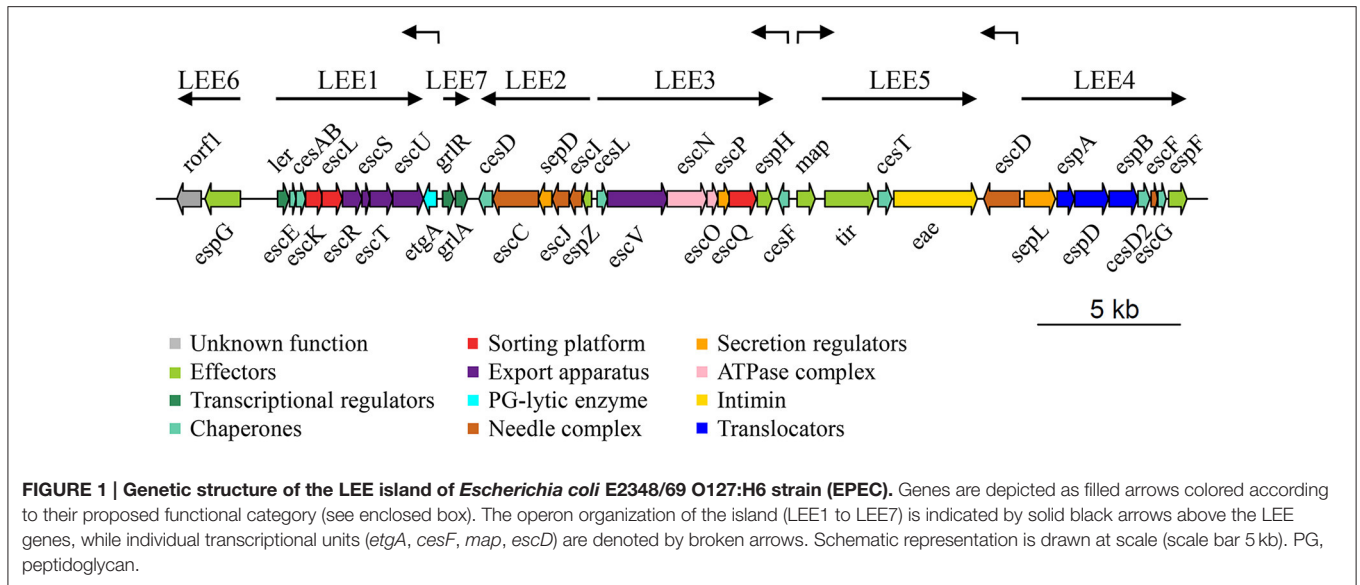 LEE6 LEE1 LEE7 LEE2 LEE3 LEE5 LEE4
rorf1 ler cesAB escL escS escU grlR cesD sepD escI cesL escN escP espH map cesT escD espA espB escF espF
espG escE escK escR escT etgA grlA escC escJ espZ escV escO escQ cesF tir eae sepL espD cesD2 escG
5 kb
Unknown function Sorting platform Secretion regulators
Effectors Export apparatus ATPase complex
Transcriptional regulators PG-lytic enzyme Intimin
Chaperones Needle complex Translocators
FIGURE 1 | Genetic structure of the LEE island of Escherichia coli E2348/69 O127:H6 strain (EPEC). Genes are depicted as filled arrows colored according
to their proposed functional category (see enclosed box). The operon organization of the island (LEE1 to LEE7) is indicated by solid black arrows above the LEE
genes, while individual transcriptional units (etgA, cesF, map, escD) are denoted by broken arrows. Schematic representation is drawn at scale (scale bar 5 kb). PG,
peptidoglycan.